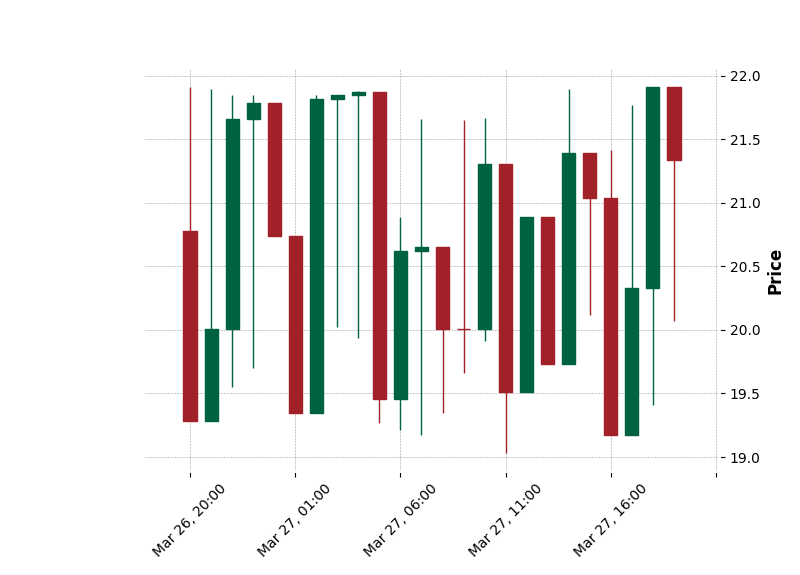 22.0
21.5
21.0
20.5
20.0
19.5
19.0
Price
Mar 26, 20:00
Mar 27, 01:00
Mar 27, 06:00
Mar 27, 11:00
Mar 27, 16:00